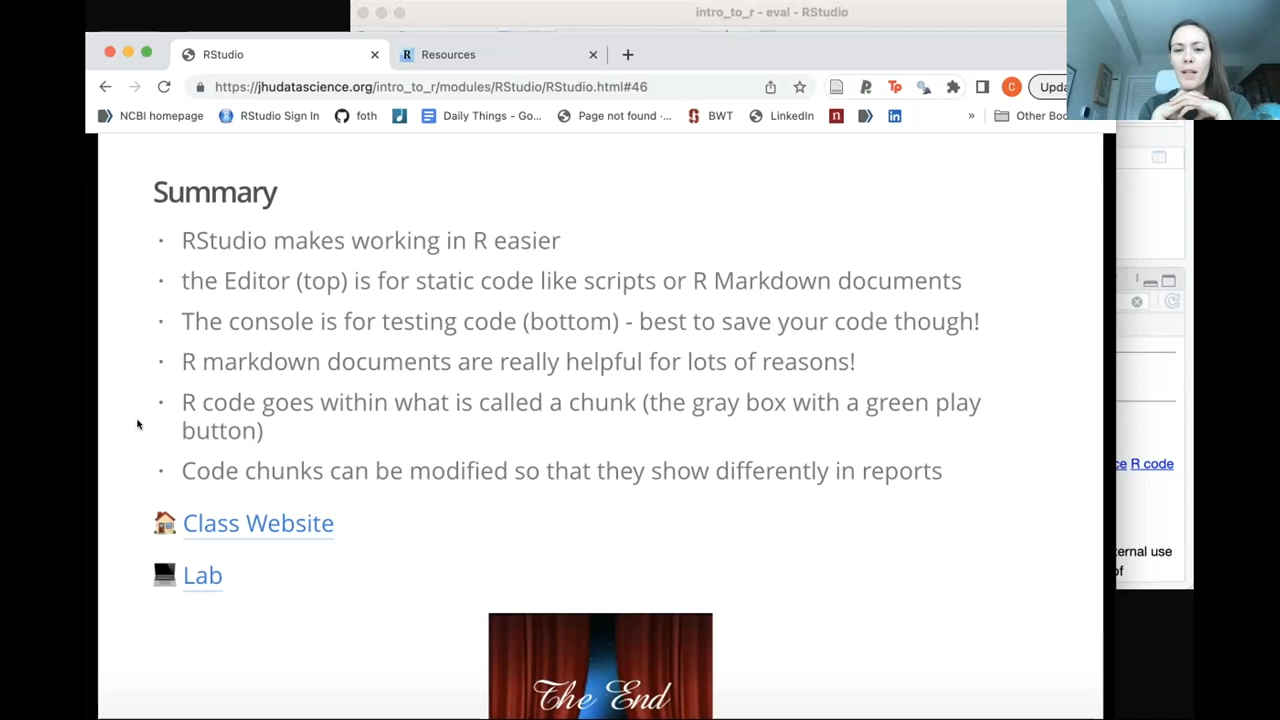 intro_to_r - eval - RStudio
RStudio
Resources
https://jhudatascience.org/intro_to_r/modules/RStudio/RStudio.html#46
Upda
NCBI homepage
RStudio Sign In
foth
Daily Things - Go...
Page not found ·...
BWT
LinkedIn
»
Other Boo
Summary
· RStudio makes working in R easier
· the Editor (top) is for static code like scripts or R Markdown documents
· The console is for testing code (bottom) - best to save your code though!
· R markdown documents are really helpful for lots of reasons!
· R code goes within what is called a chunk (the gray box with a green play
button)
· Code chunks can be modified so that they show differently in reports
ce R code
Class Website
ernal use
of
Lab
The End